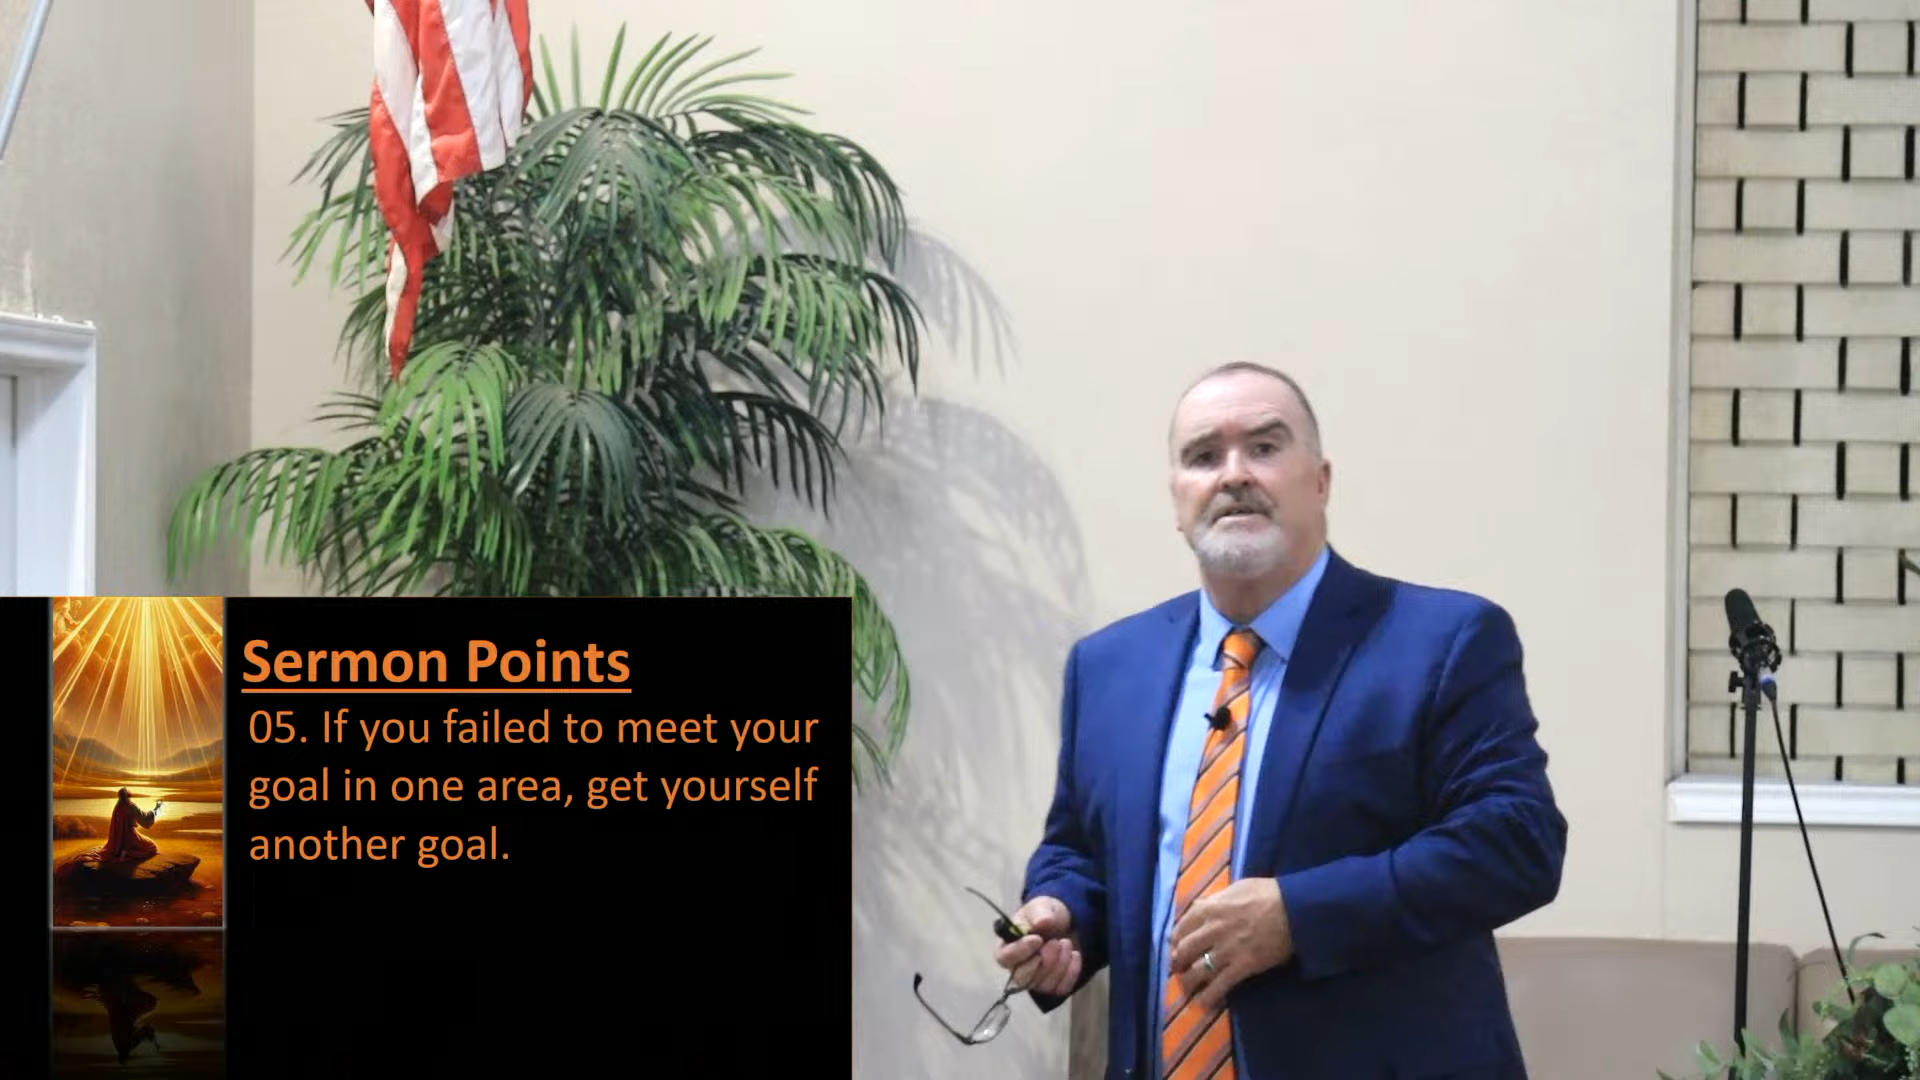 Sermon Points
05. If you failed to meet your
goal in one area, get yourself
another goal.